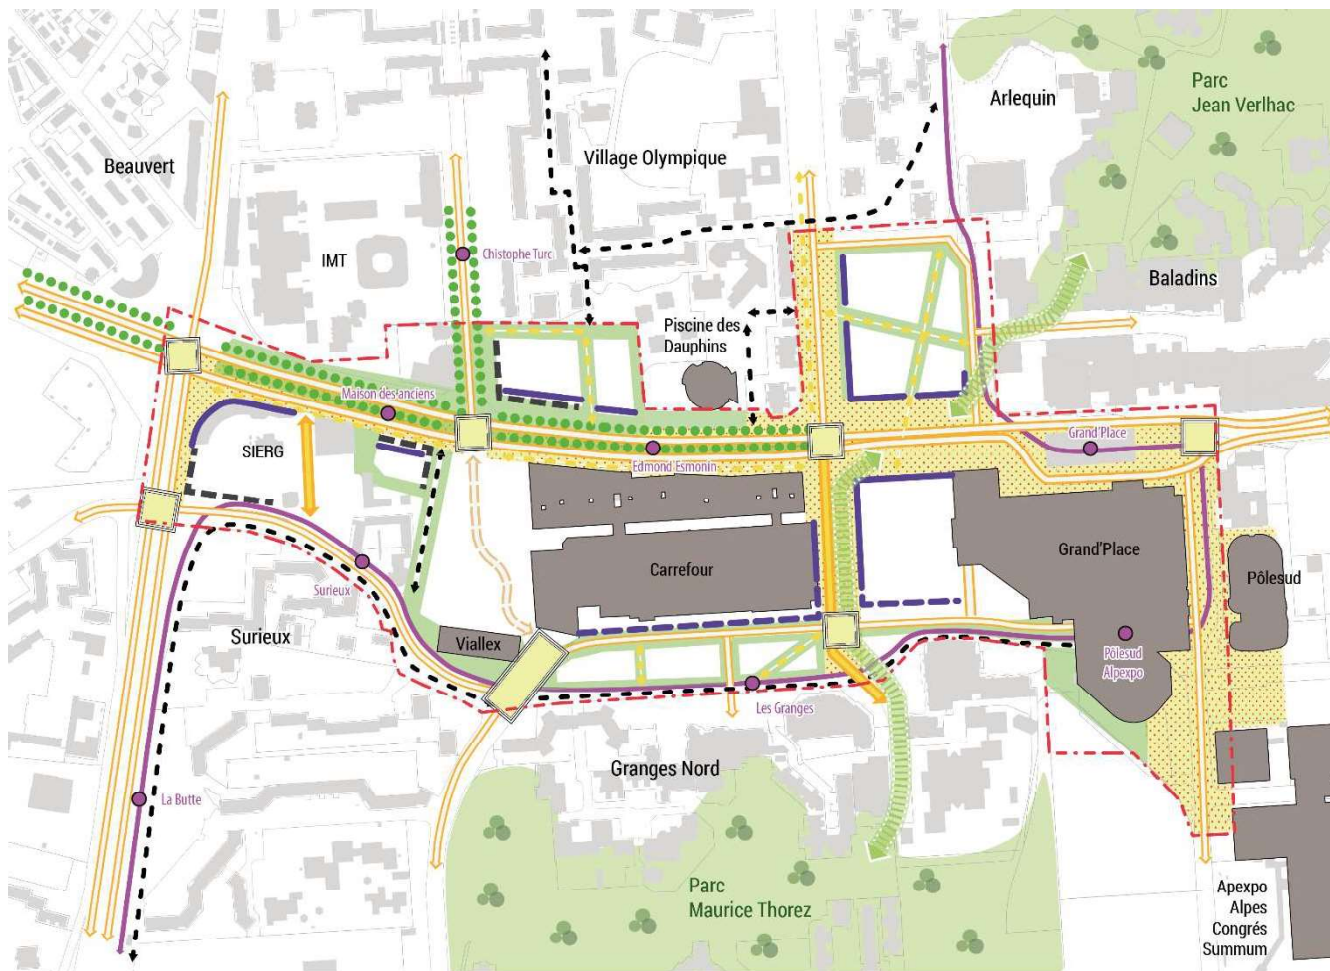 Parc
Jean Verlhac
Arlequin
Beauvert
Village Olympique
IMT
Chistophe Turc
Baladins
Piscine des
Dauphins
Maison des anciens
Grand'Place
SIERG
Edmond Esmonin
Carrefour
Grand'Place
Pôlesud
Surieux
Surieux
Viallex
Pôlesud
Alpexpo
Les Granges
Granges Nord
La Butte
Parc
Maurice Thorez
Apexpo
Alpes
Congrés
Summum